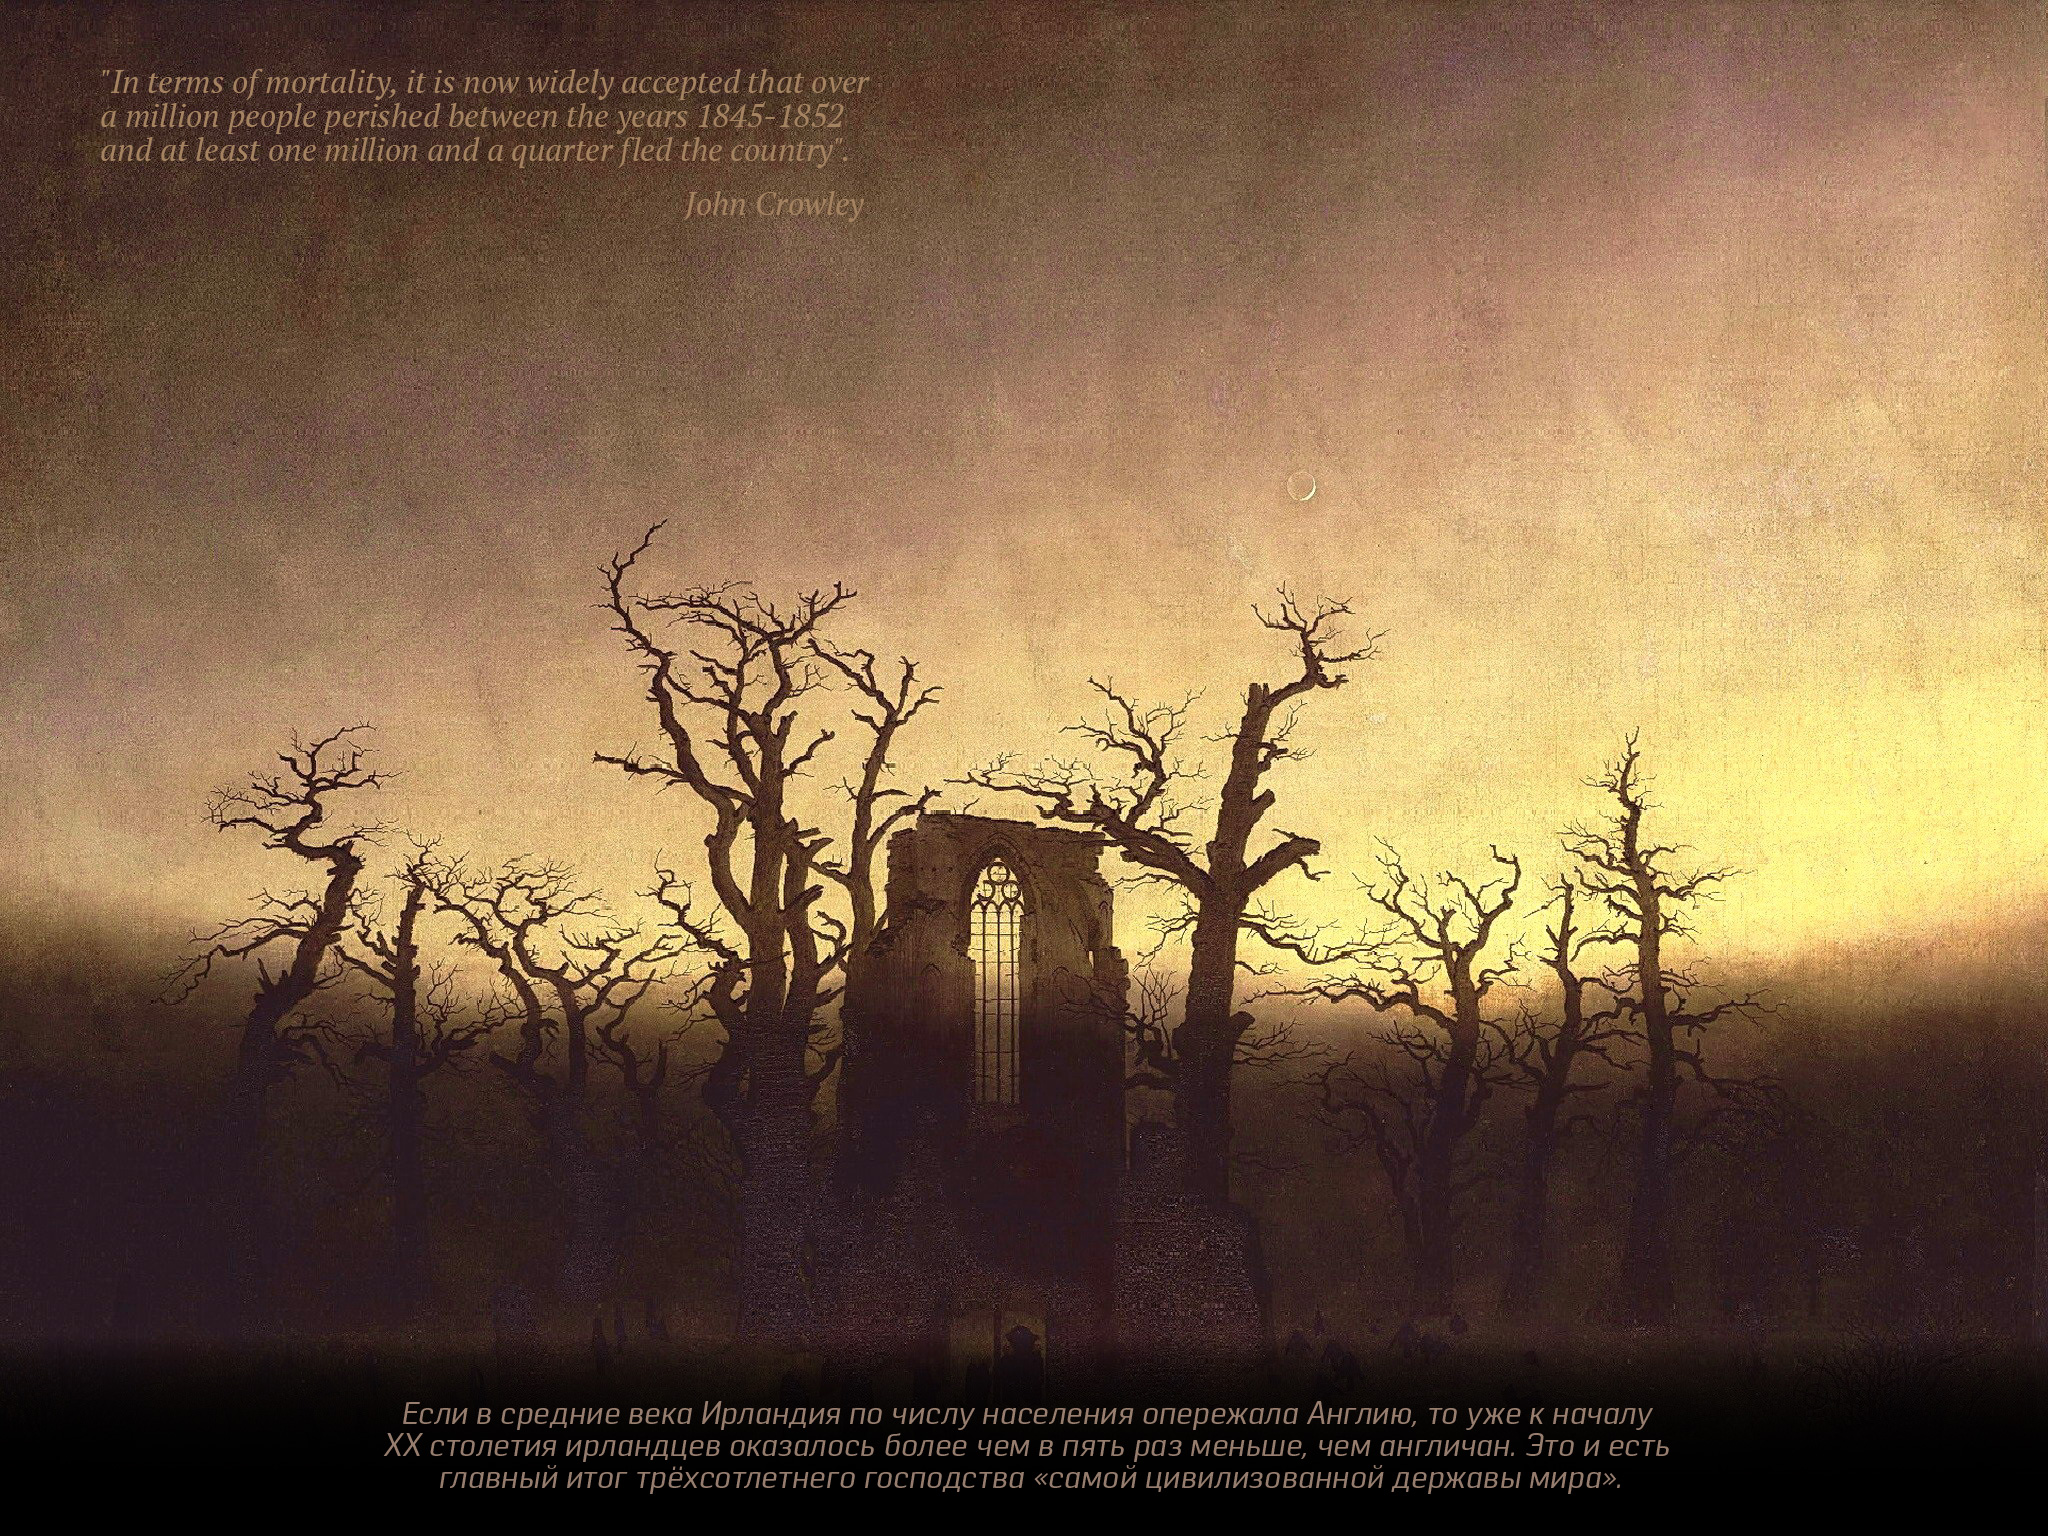 "In terms of mortality, it is now widely accepted that over
a million people perished between the years 1845-1852
and at least one million and a quarter fled the country".
John Crowley
Если в средние века Ирландия по числу населения опережала Англию, то уже к началу
XX столетия ирландцев оказалось более чем в пять раз меньше, чем англичан. Это и есть
главный итог трёхсотлетнего господства «самой цивилизованной державы мира».